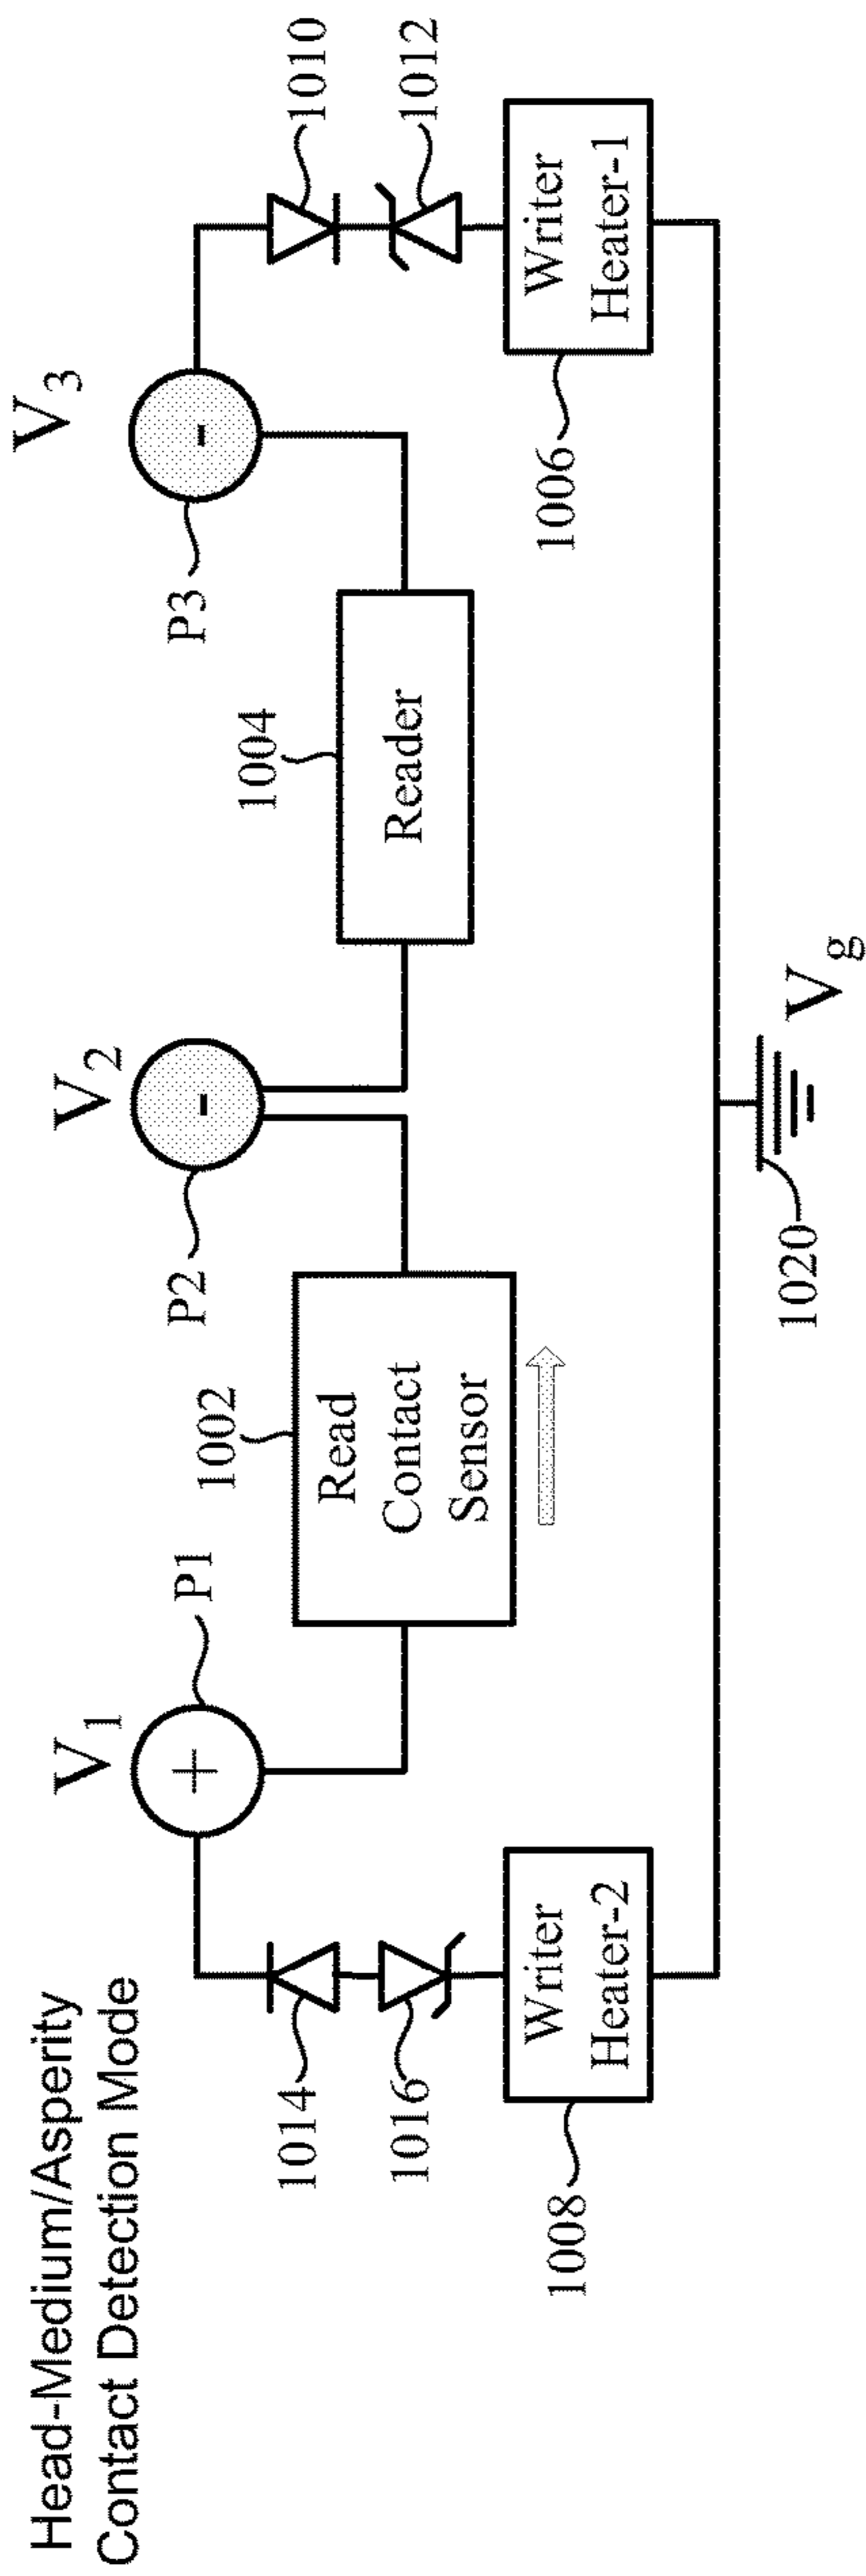 Head-Medium/Asperity
Contact Detection Mode
V1
V2
V3
+
-
-
P1
P2
P3
1014
1016
1010
1012
1002
Read
Contact
Sensor
1004
Reader
Writer
Heater-2
1008
Writer
Heater-1
1006
1020
Vg